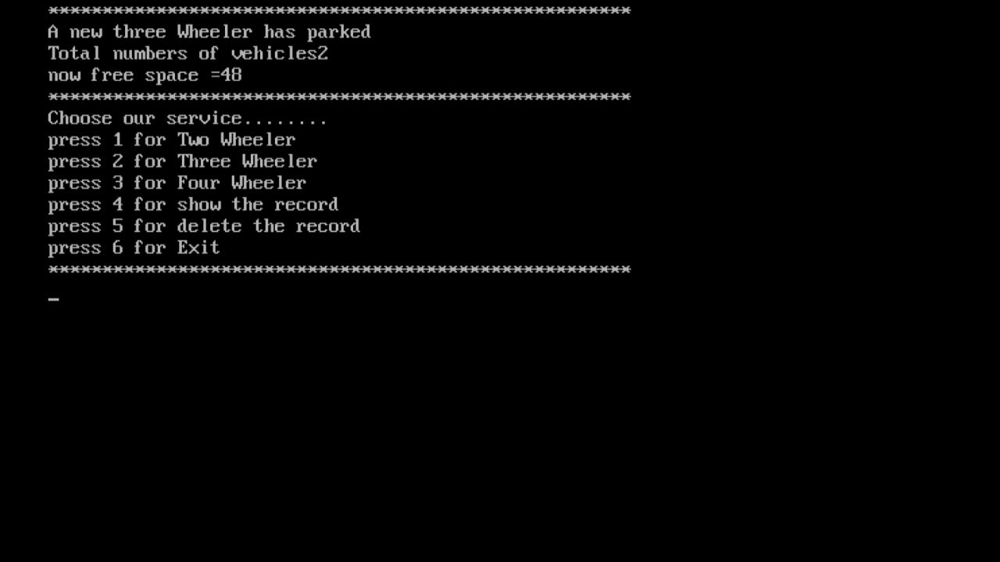 ******************************************************
A new three Wheeler has parked
Total numbers of vehicles2
now free space =48
******************************************************
Choose our service........
press 1 for Two Wheeler
press 2 for Three Wheeler
press 3 for Four Wheeler
press 4 for show the record
press 5 for delete the record
press 6 for Exit
******************************************************
_